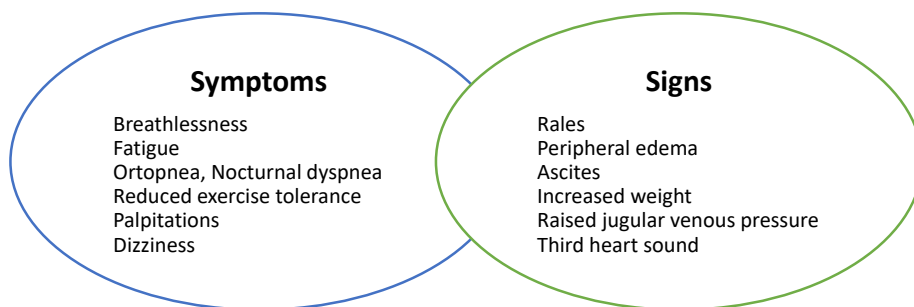 Symptoms
Breathlessness
Fatigue
Ortopnea, Nocturnal dyspnea
Reduced exercise tolerance
Palpitations
Dizziness
Signs
Rales
Peripheral edema
Ascites
Increased weight
Raised jugular venous pressure
Third heart sound